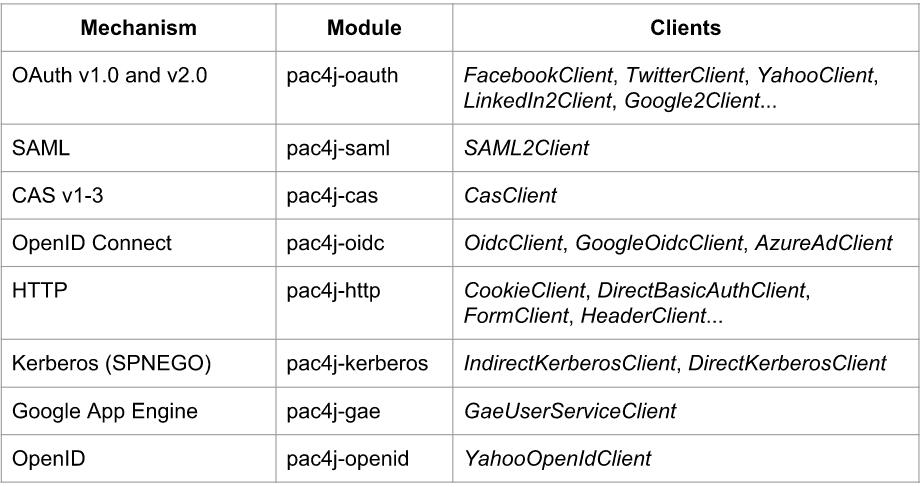 Mechanism Module Clients
OAuth v1.0 and v2.0 pac4j-oauth FacebookClient, TwitterClient, YahooClient,
LinkedIn2Client, Google2Client...
SAML pac4j-saml SAML2Client
CAS v1-3 pac4j-cas CasClient
OpenID Connect pac4j-oidc OidcClient, GoogleOidcClient, AzureAdClient
HTTP pac4j-http CookieClient, DirectBasicAuthClient,
FormClient, HeaderClient...
Kerberos (SPNEGO) pac4j-kerberos IndirectKerberosClient, DirectKerberosClient
Google App Engine pac4j-gae GaeUserServiceClient
OpenID pac4j-openid YahooOpenIdClient